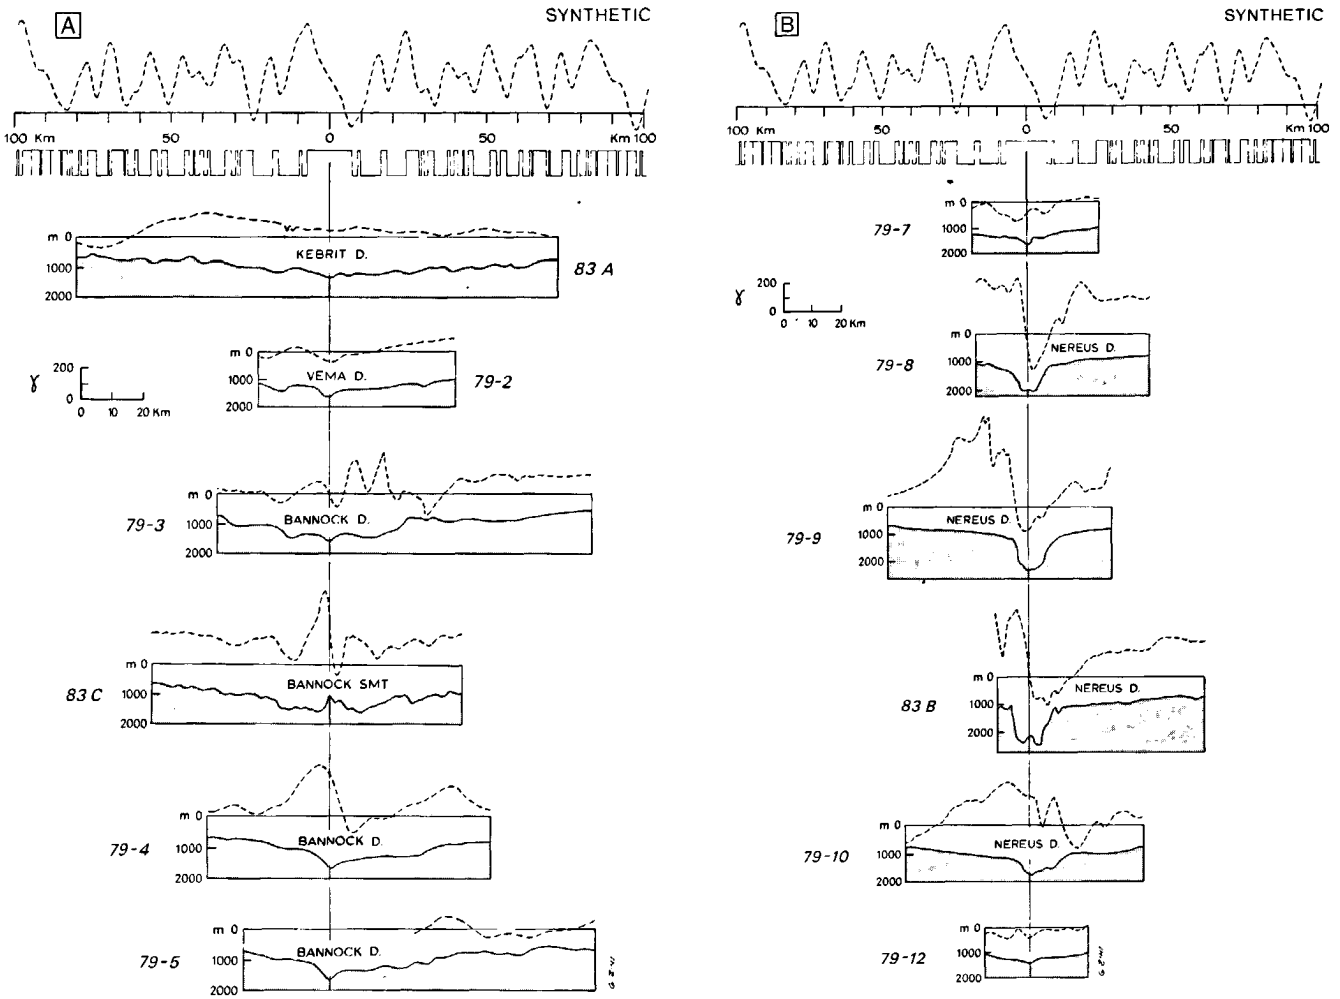 A
SYNTHETIC
100 Km 50 0 50 Km 100
m 0
1000
2000
KEBRIT D.
83 A
m 0
1000
2000
VEMA D.
79-2
γ
200
0
0 10 20 Km
m 0
1000
2000
BANNOCK D.
79-3
m 0
1000
2000
BANNOCK SMT
83 C
m 0
1000
2000
BANNOCK D.
79-4
m 0
1000
2000
BANNOCK D.
79-5
B
SYNTHETIC
100 Km 50 0 50 Km 100
79-7
m 0
1000
2000
γ
200
0
0 10 20 Km
m 0
1000
2000
NEREUS D.
79-8
m 0
1000
2000
NEREUS D.
79-9
m 0
1000
2000
NEREUS D.
83 B
m 0
1000
2000
NEREUS D.
79-10
m 0
1000
2000
79-12